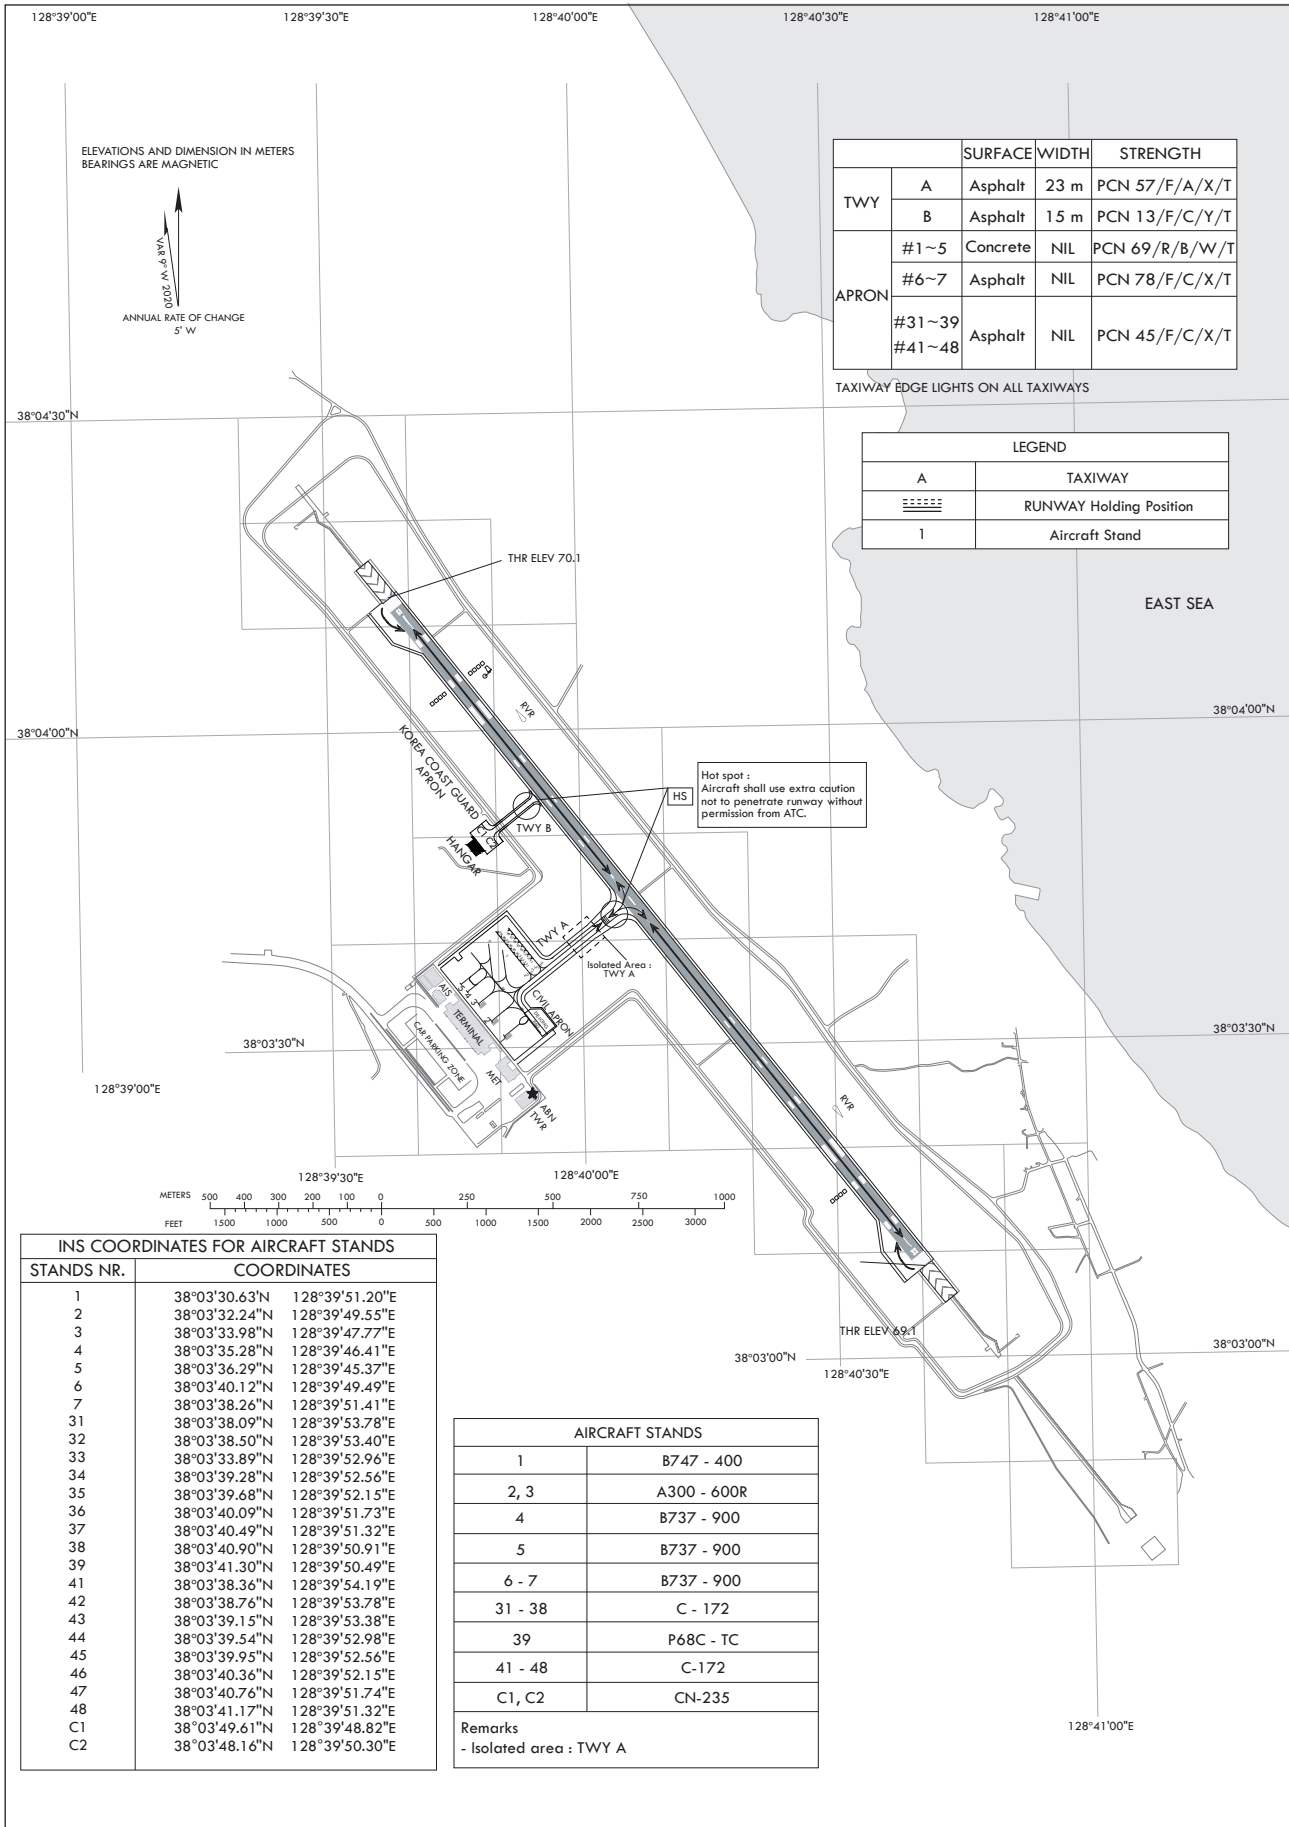 128°39'00"E 128°39'30"E 128°40'00"E 128°40'30"E 128°41'00"E
ELEVATIONS AND DIMENSION IN METERS
BEARINGS ARE MAGNETIC
VAR 9° W 2020
ANNUAL RATE OF CHANGE
5' W
SURFACE WIDTH STRENGTH
TWY A Asphalt 23 m PCN 57/F/A/X/T
B Asphalt 15 m PCN 13/F/C/Y/T
APRON #1~5 Concrete NIL PCN 69/R/B/W/T
#6~7 Asphalt NIL PCN 78/F/C/X/T
#31~39
#41~48 Asphalt NIL PCN 45/F/C/X/T
TAXIWAY EDGE LIGHTS ON ALL TAXIWAYS
38°04'30"N
LEGEND
A TAXIWAY
RUNWAY Holding Position
1 Aircraft Stand
THR ELEV 70.1
EAST SEA
RVR
38°04'00"N
38°04'00"N
KOREA COAST GUARD
APRON
C1 C2
HANGAR
TWY B
HS
Hot spot :
Aircraft shall use extra caution
not to penetrate runway without
permission from ATC.
TWY A
Isolated Area :
TWY A
CIVIL APRON
5 4 3 2 1
AIS
TERMINAL
CAR PARKING ZONE
MET
ABN
TWR
38°03'30"N
38°03'30"N
128°39'00"E
RVR
128°39'30"E 128°40'00"E
METERS 500 400 300 200 100 0 250 500 750 1000
FEET 1500 1000 500 0 500 1000 1500 2000 2500 3000
THR ELEV 69.1
38°03'00"N
38°03'00"N
128°40'30"E
INS COORDINATES FOR AIRCRAFT STANDS
STANDS NR. COORDINATES
1 38°03'30.63'N 128°39'51.20"E
2 38°03'32.24"N 128°39'49.55"E
3 38°03'33.98"N 128°39'47.77"E
4 38°03'35.28"N 128°39'46.41"E
5 38°03'36.29"N 128°39'45.37"E
6 38°03'40.12"N 128°39'49.49"E
7 38°03'38.26"N 128°39'51.41"E
31 38°03'38.09"N 128°39'53.78"E
32 38°03'38.50"N 128°39'53.40"E
33 38°03'33.89"N 128°39'52.96"E
34 38°03'39.28"N 128°39'52.56"E
35 38°03'39.68"N 128°39'52.15"E
36 38°03'40.09"N 128°39'51.73"E
37 38°03'40.49"N 128°39'51.32"E
38 38°03'40.90"N 128°39'50.91"E
39 38°03'41.30"N 128°39'50.49"E
41 38°03'38.36"N 128°39'54.19"E
42 38°03'38.76"N 128°39'53.78"E
43 38°03'39.15"N 128°39'53.38"E
44 38°03'39.54"N 128°39'52.98"E
45 38°03'39.95"N 128°39'52.56"E
46 38°03'40.36"N 128°39'52.15"E
47 38°03'40.76"N 128°39'51.74"E
48 38°03'41.17"N 128°39'51.32"E
C1 38°03'49.61"N 128°39'48.82"E
C2 38°03'48.16"N 128°39'50.30"E
AIRCRAFT STANDS
1 B747 - 400
2, 3 A300 - 600R
4 B737 - 900
5 B737 - 900
6 - 7 B737 - 900
31 - 38 C - 172
39 P68C - TC
41 - 48 C-172
C1, C2 CN-235
Remarks
- Isolated area : TWY A
128°41'00"E